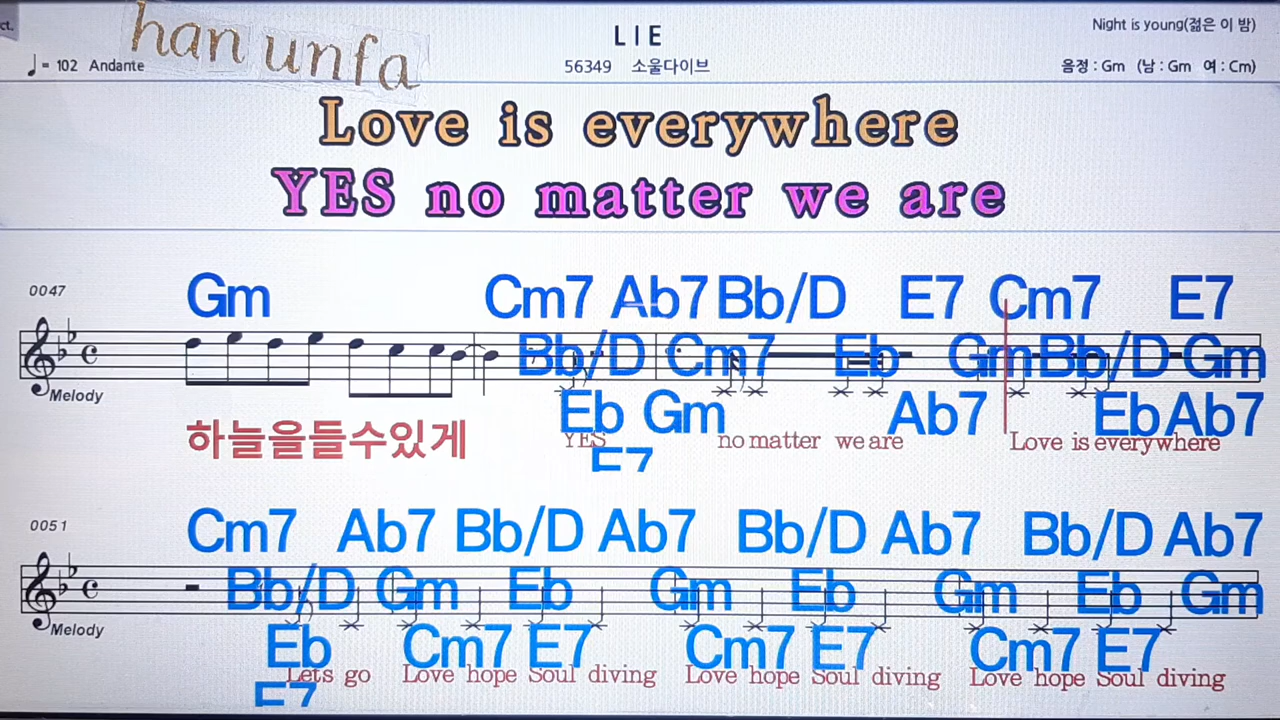 ct.
han unfa
LIE
Night is young(젊은 이 밤)
♩= 102 Andante
56349 소울다이브
음정 : Gm (남 : Gm 여 : Cm)
Love is everywhere
YES no matter we are
0047
Gm Cm7 Ab7 Bb/D E7 Cm7 E7
Bb/D Cm7 Eb Gm Bb/D Gm
Melody
Eb Gm Ab7 Eb Ab7
하늘을들수있게 YES no matter we are Love is everywhere
E7
0051
Cm7 Ab7 Bb/D Ab7 Bb/D Ab7 Bb/D Ab7
Bb/D Gm Eb Gm Eb Gm Eb Gm
Melody
Eb Cm7 E7 Cm7 E7 Cm7 E7
Lets go Love hope Soul diving Love hope Soul diving Love hope Soul diving
E7